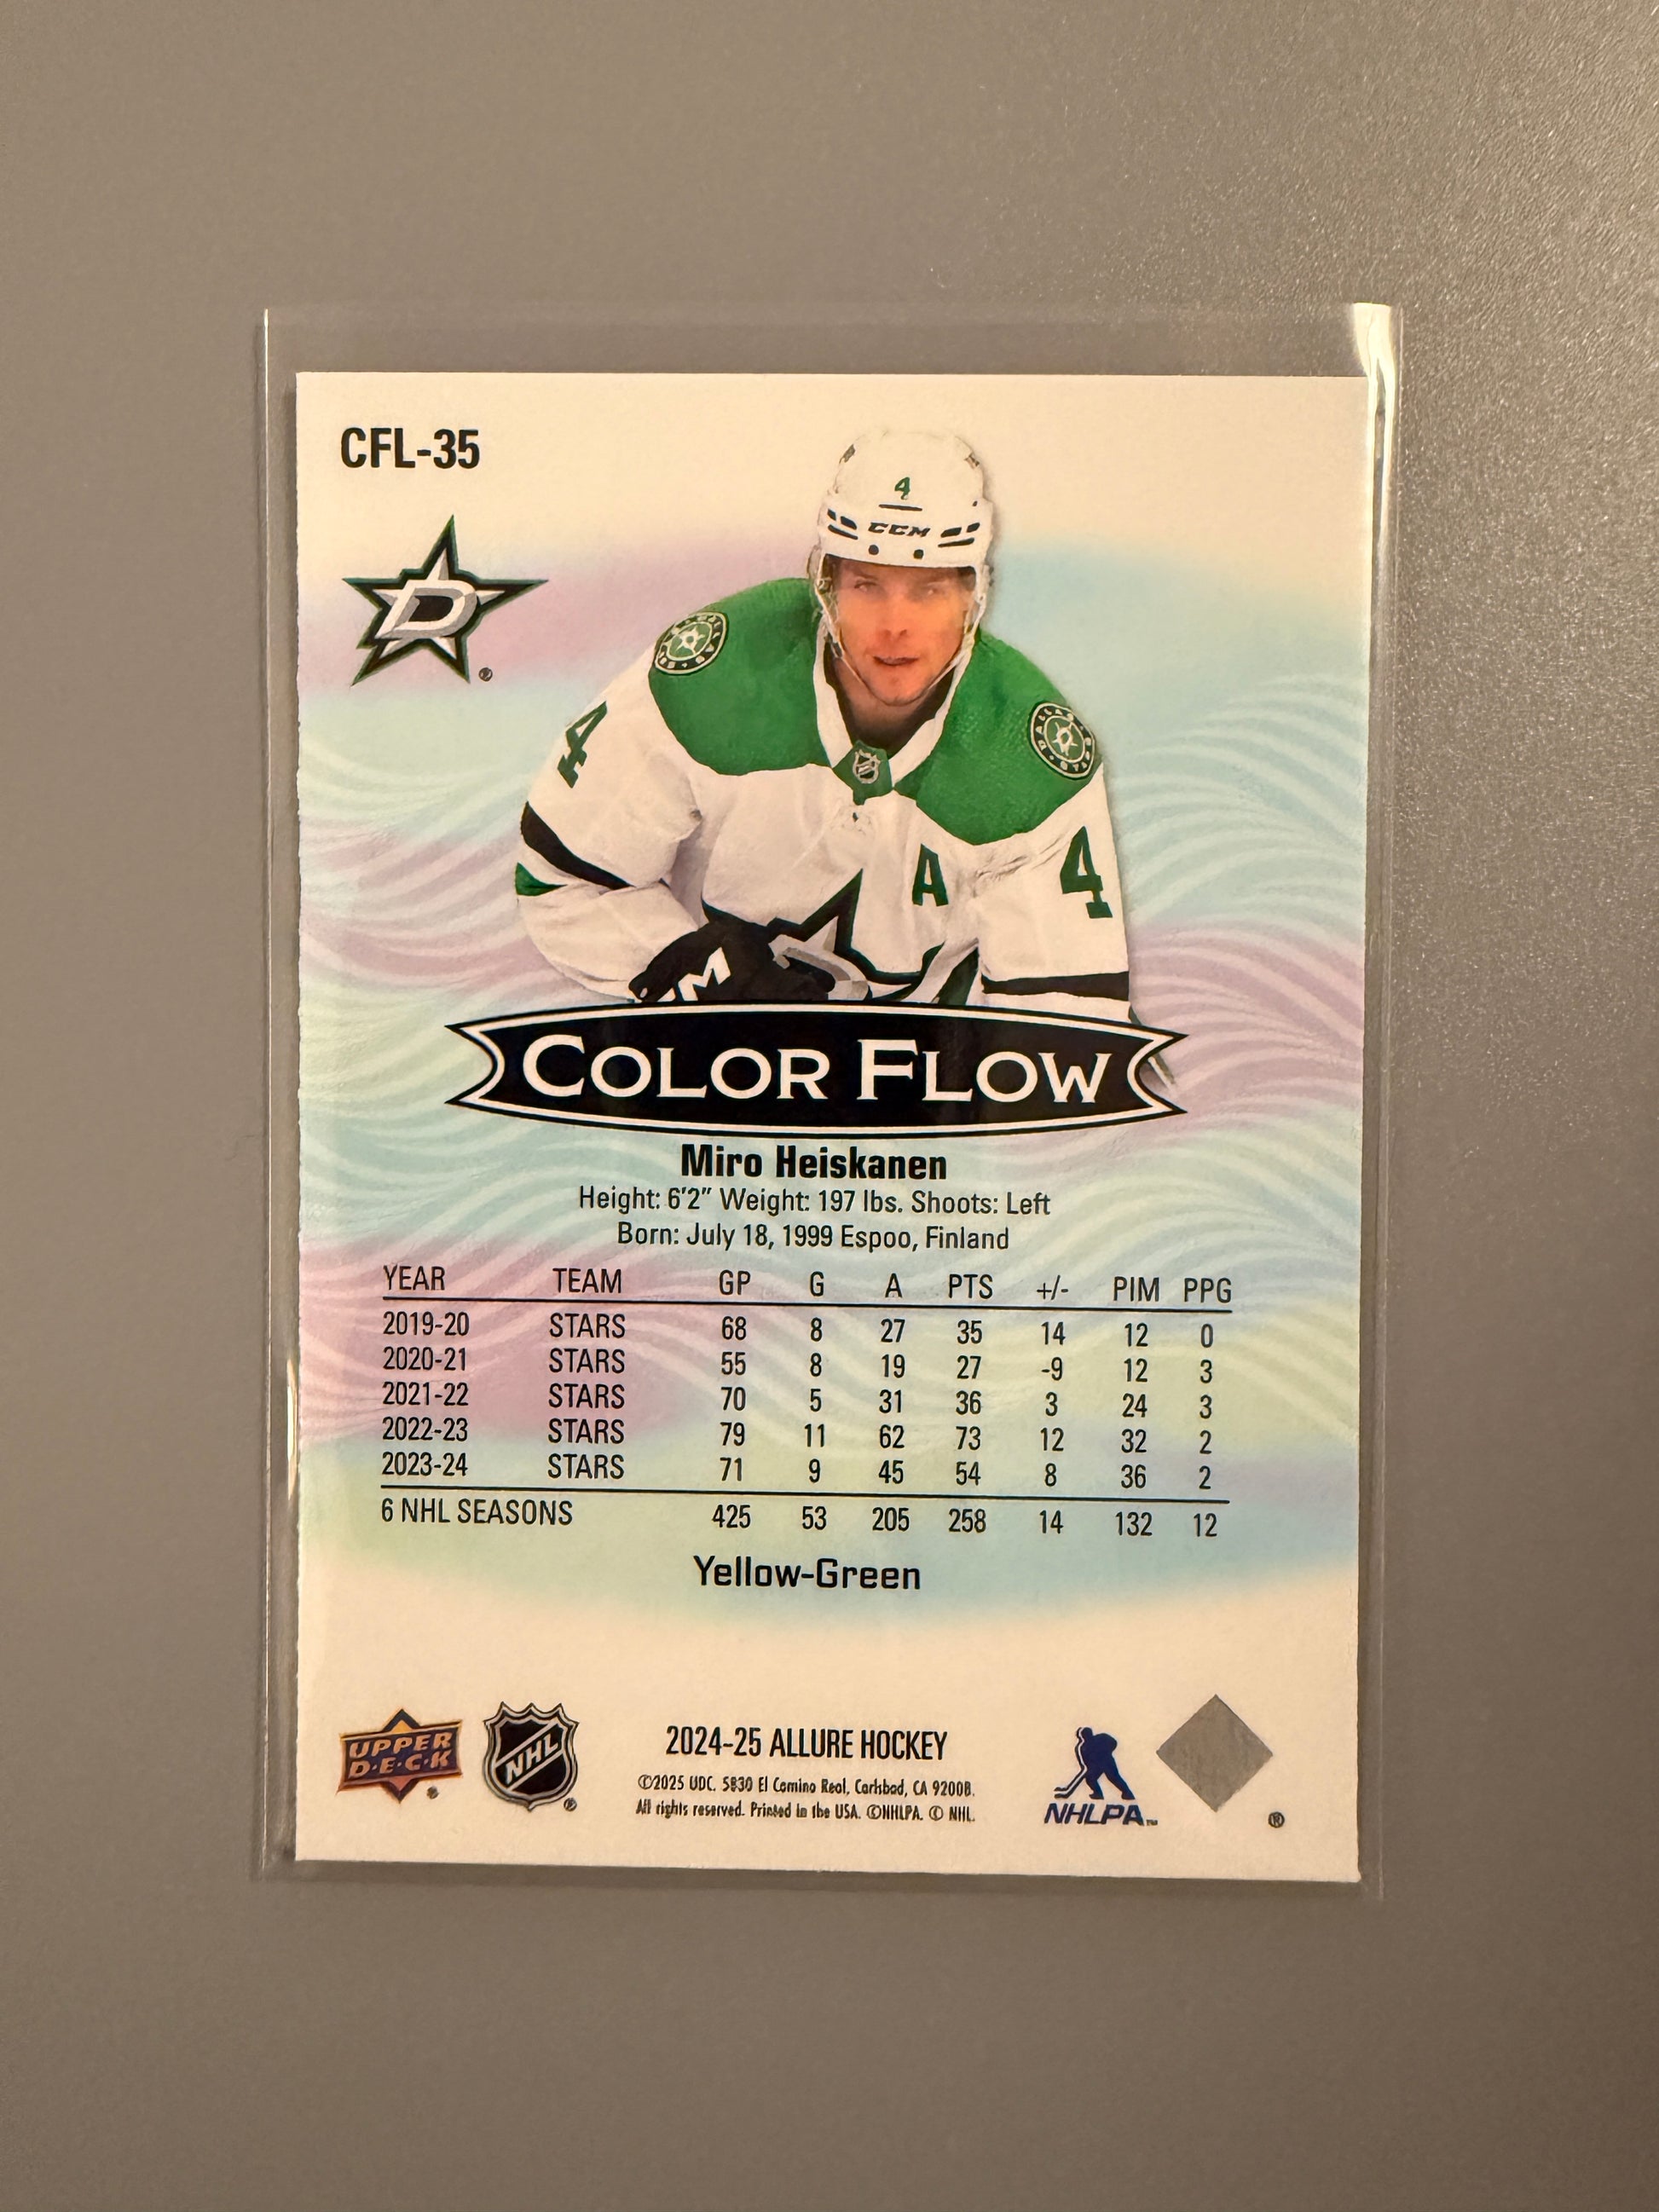 CFL-35
4
CCM
D
4
A
4
COLOR FLOW
Miro Heiskanen
Height: 6'2" Weight: 197 lbs. Shoots: Left
Born: July 18, 1999 Espoo, Finland
YEAR TEAM GP G A PTS +/- PIM PPG
2019-20 STARS 68 8 27 35 14 12 0
2020-21 STARS 55 8 19 27 -9 12 3
2021-22 STARS 70 5 31 36 3 24 3
2022-23 STARS 79 11 62 73 12 32 2
2023-24 STARS 71 9 45 54 8 36 2
6 NHL SEASONS 425 53 205 258 14 132 12
Yellow-Green
UPPER
D·E·C·K
NHL
2024-25 ALLURE HOCKEY
©2025 UDC. 5830 El Camino Real, Carlsbad, CA 92008.
All rights reserved. Printed in the USA. ©NHLPA. © NHL.
NHLPA™
®